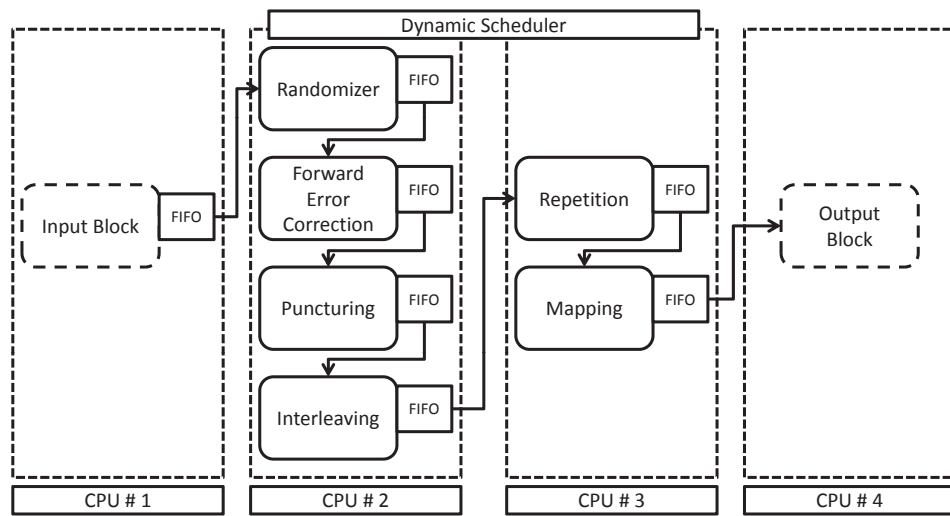 Dynamic Scheduler
Input Block
FIFO
Randomizer
FIFO
Forward
Error
Correction
FIFO
Puncturing
FIFO
Interleaving
FIFO
Repetition
FIFO
Mapping
FIFO
Output
Block
CPU # 1
CPU # 2
CPU # 3
CPU # 4